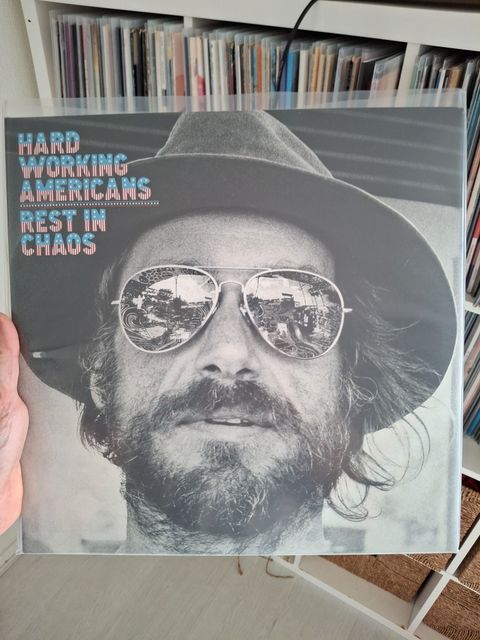 HARD
WORKING
AMERICANS
REST IN
CHAOS